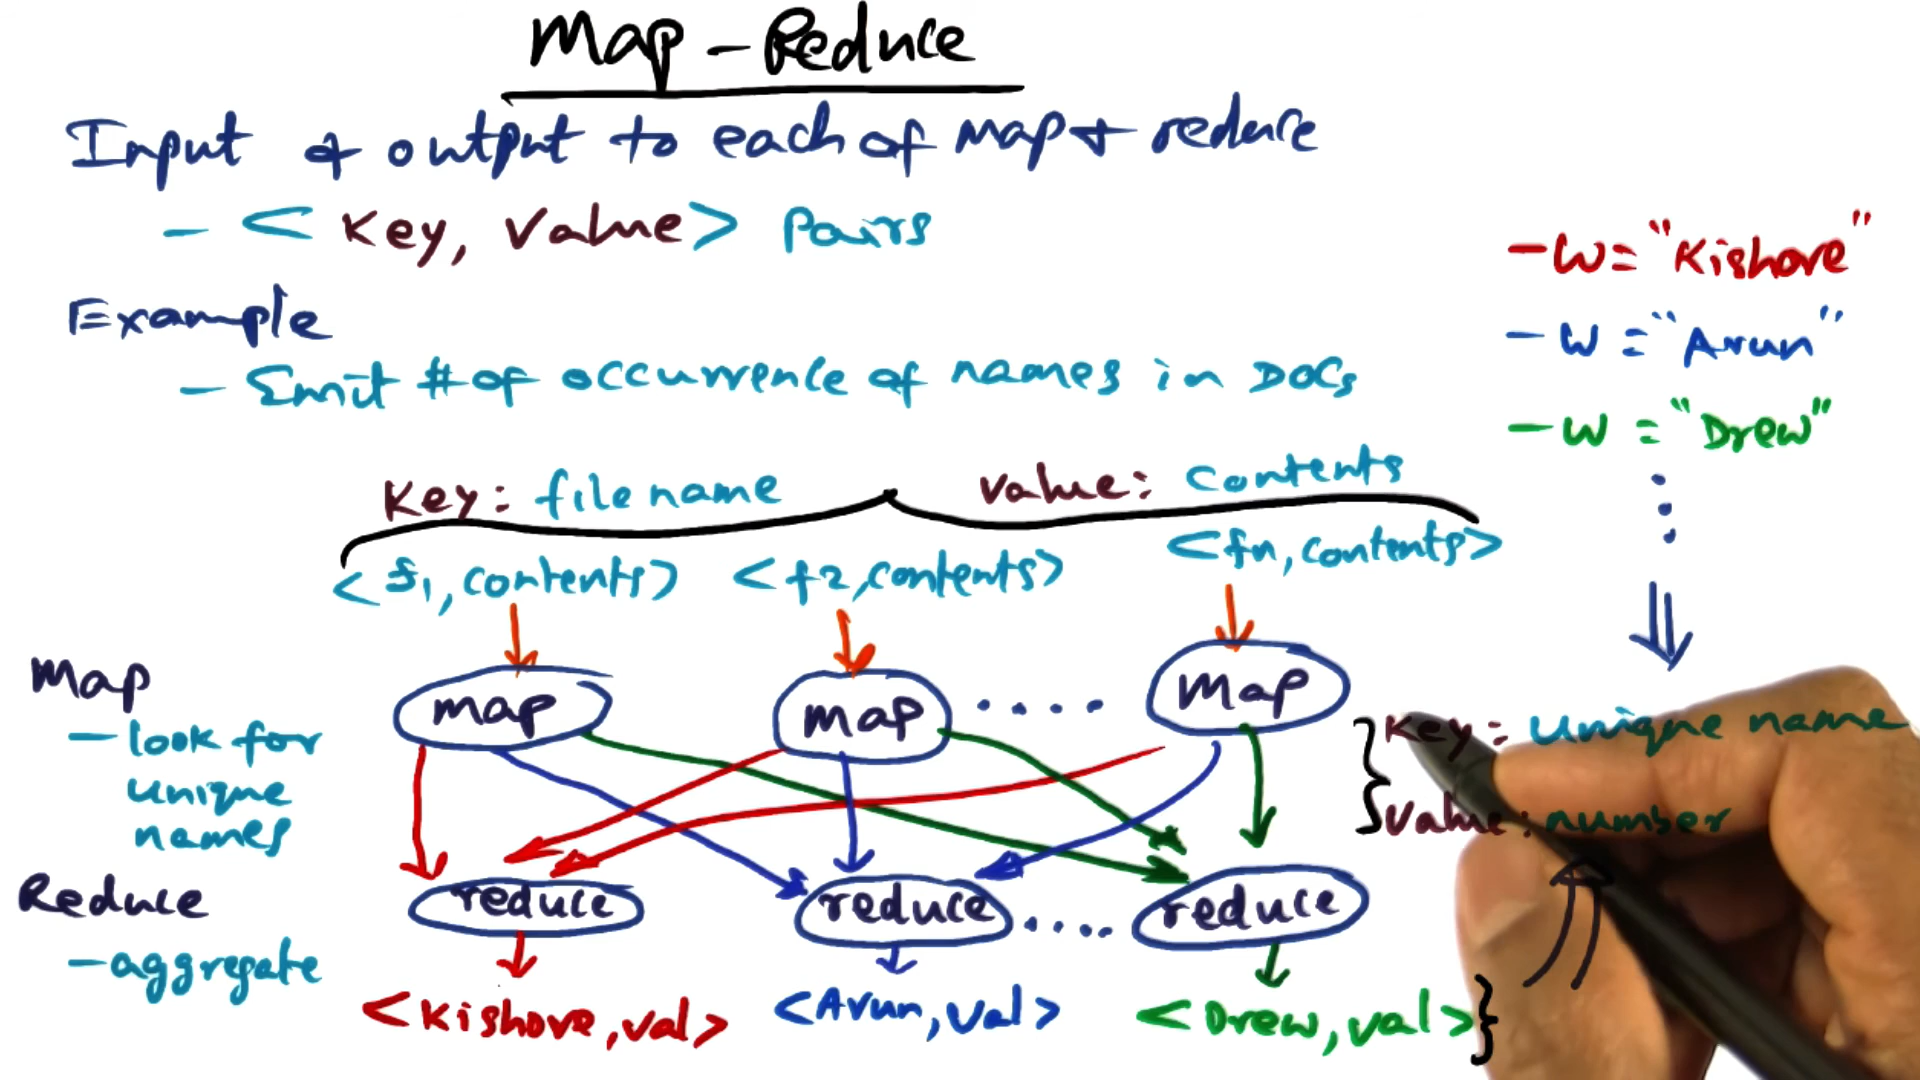 Map - Reduce
Input & output to each of map & reduce
- < Key, Value > Pairs
Example
- Emit # of occurrence of names in Docs
- W = "Kishore"
- W = "Arun"
- W = "Drew"
Key: file name Value: Contents
<f1, contents> <f2, contents> <fn, contents>
Map
- look for
unique
names
map map .... map
Key: unique name
Value: number
Reduce
- aggregate
reduce reduce .... reduce
<Kishore, val> <Arun, val> <Drew, val>